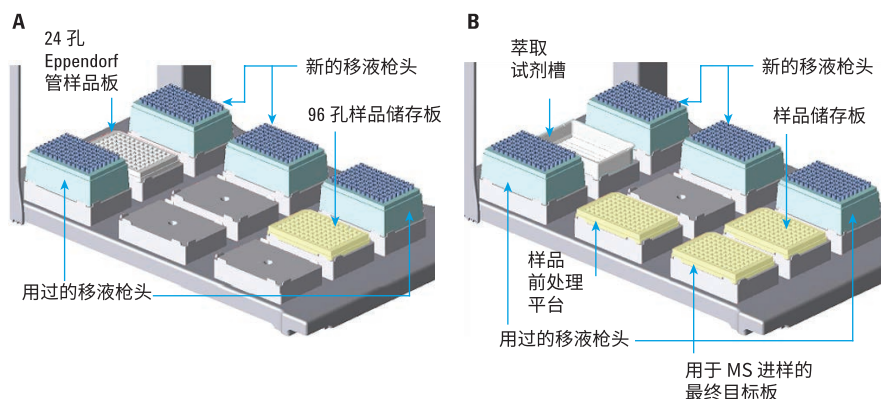 A
24 孔
Eppendorf
管样品板
新的移液枪头
96 孔样品储存板
用过的移液枪头
B
萃取
试剂槽
新的移液枪头
样品储存板
样品
前处理
平台
用过的移液枪头
用于 MS 进样的
最终目标板